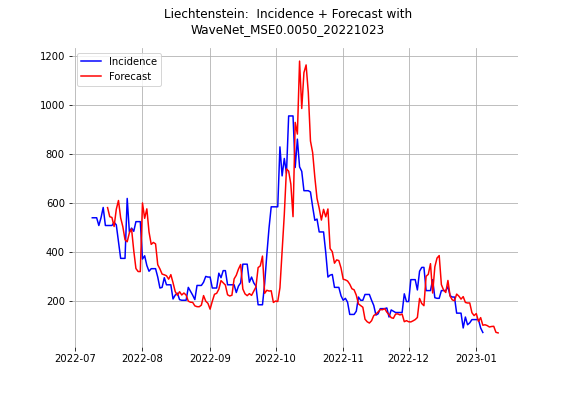 Liechtenstein:  Incidence + Forecast with
WaveNet_MSE0.0050_20221023
Incidence
Forecast
1200
1000
800
600
400
200
2022-07 2022-08 2022-09 2022-10 2022-11 2022-12 2023-01